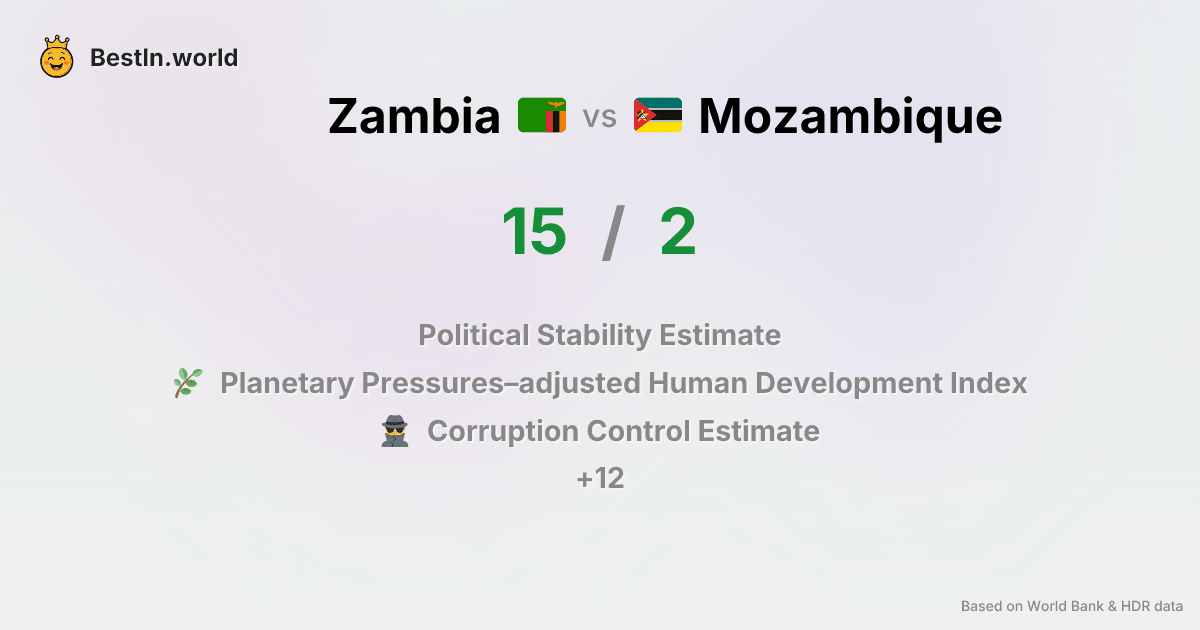 BestIn.world
Zambia vs Mozambique
15 / 2
Political Stability Estimate
Planetary Pressures–adjusted Human Development Index
Corruption Control Estimate
+12
Based on World Bank & HDR data